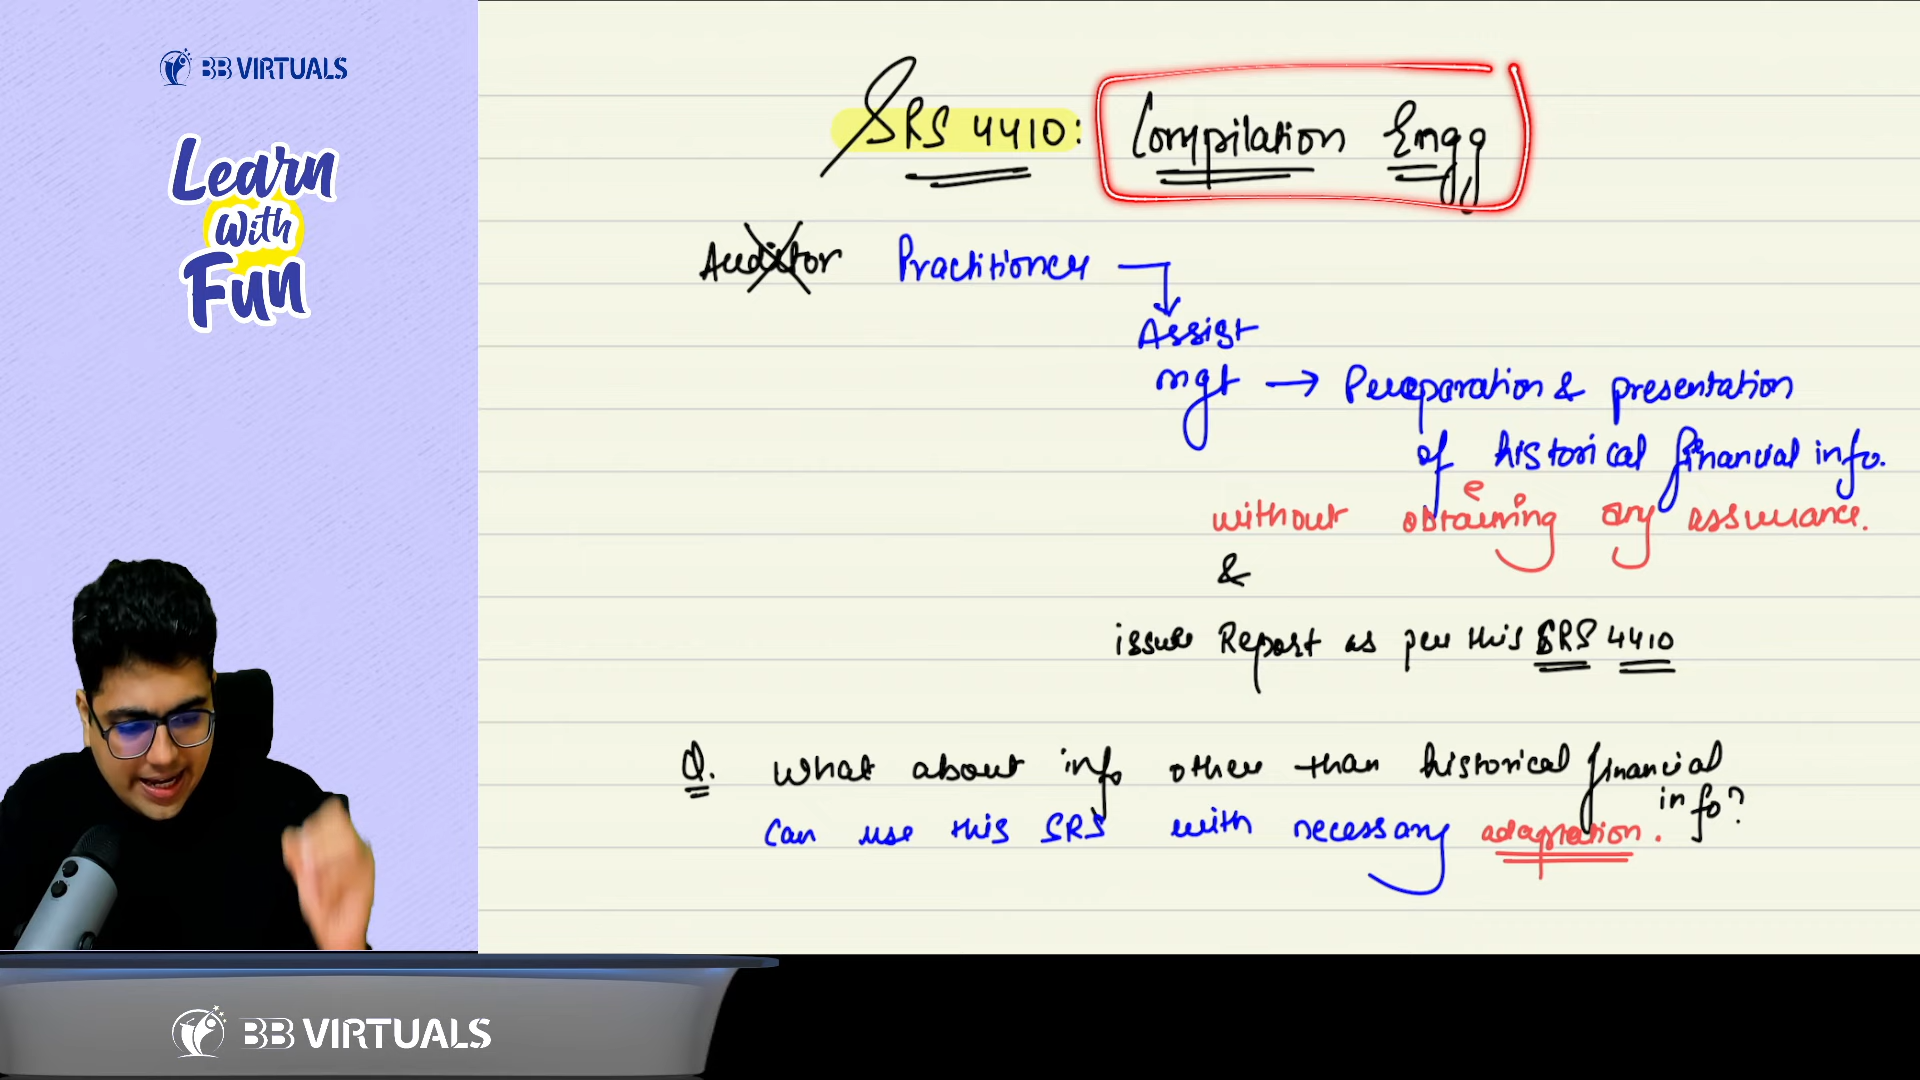 BB VIRTUALS
Learn
With
Fun
SRS 4410: Compilation Engg
Auditor Practitioner
Assist
mgt → Preparation & presentation
of historical financial info.
without obtaining any assurance.
&
issue Report as per this SRS 4410
Q. What about info other than historical financial
info?
Can use this SRS with necessary adaptation.
BB VIRTUALS